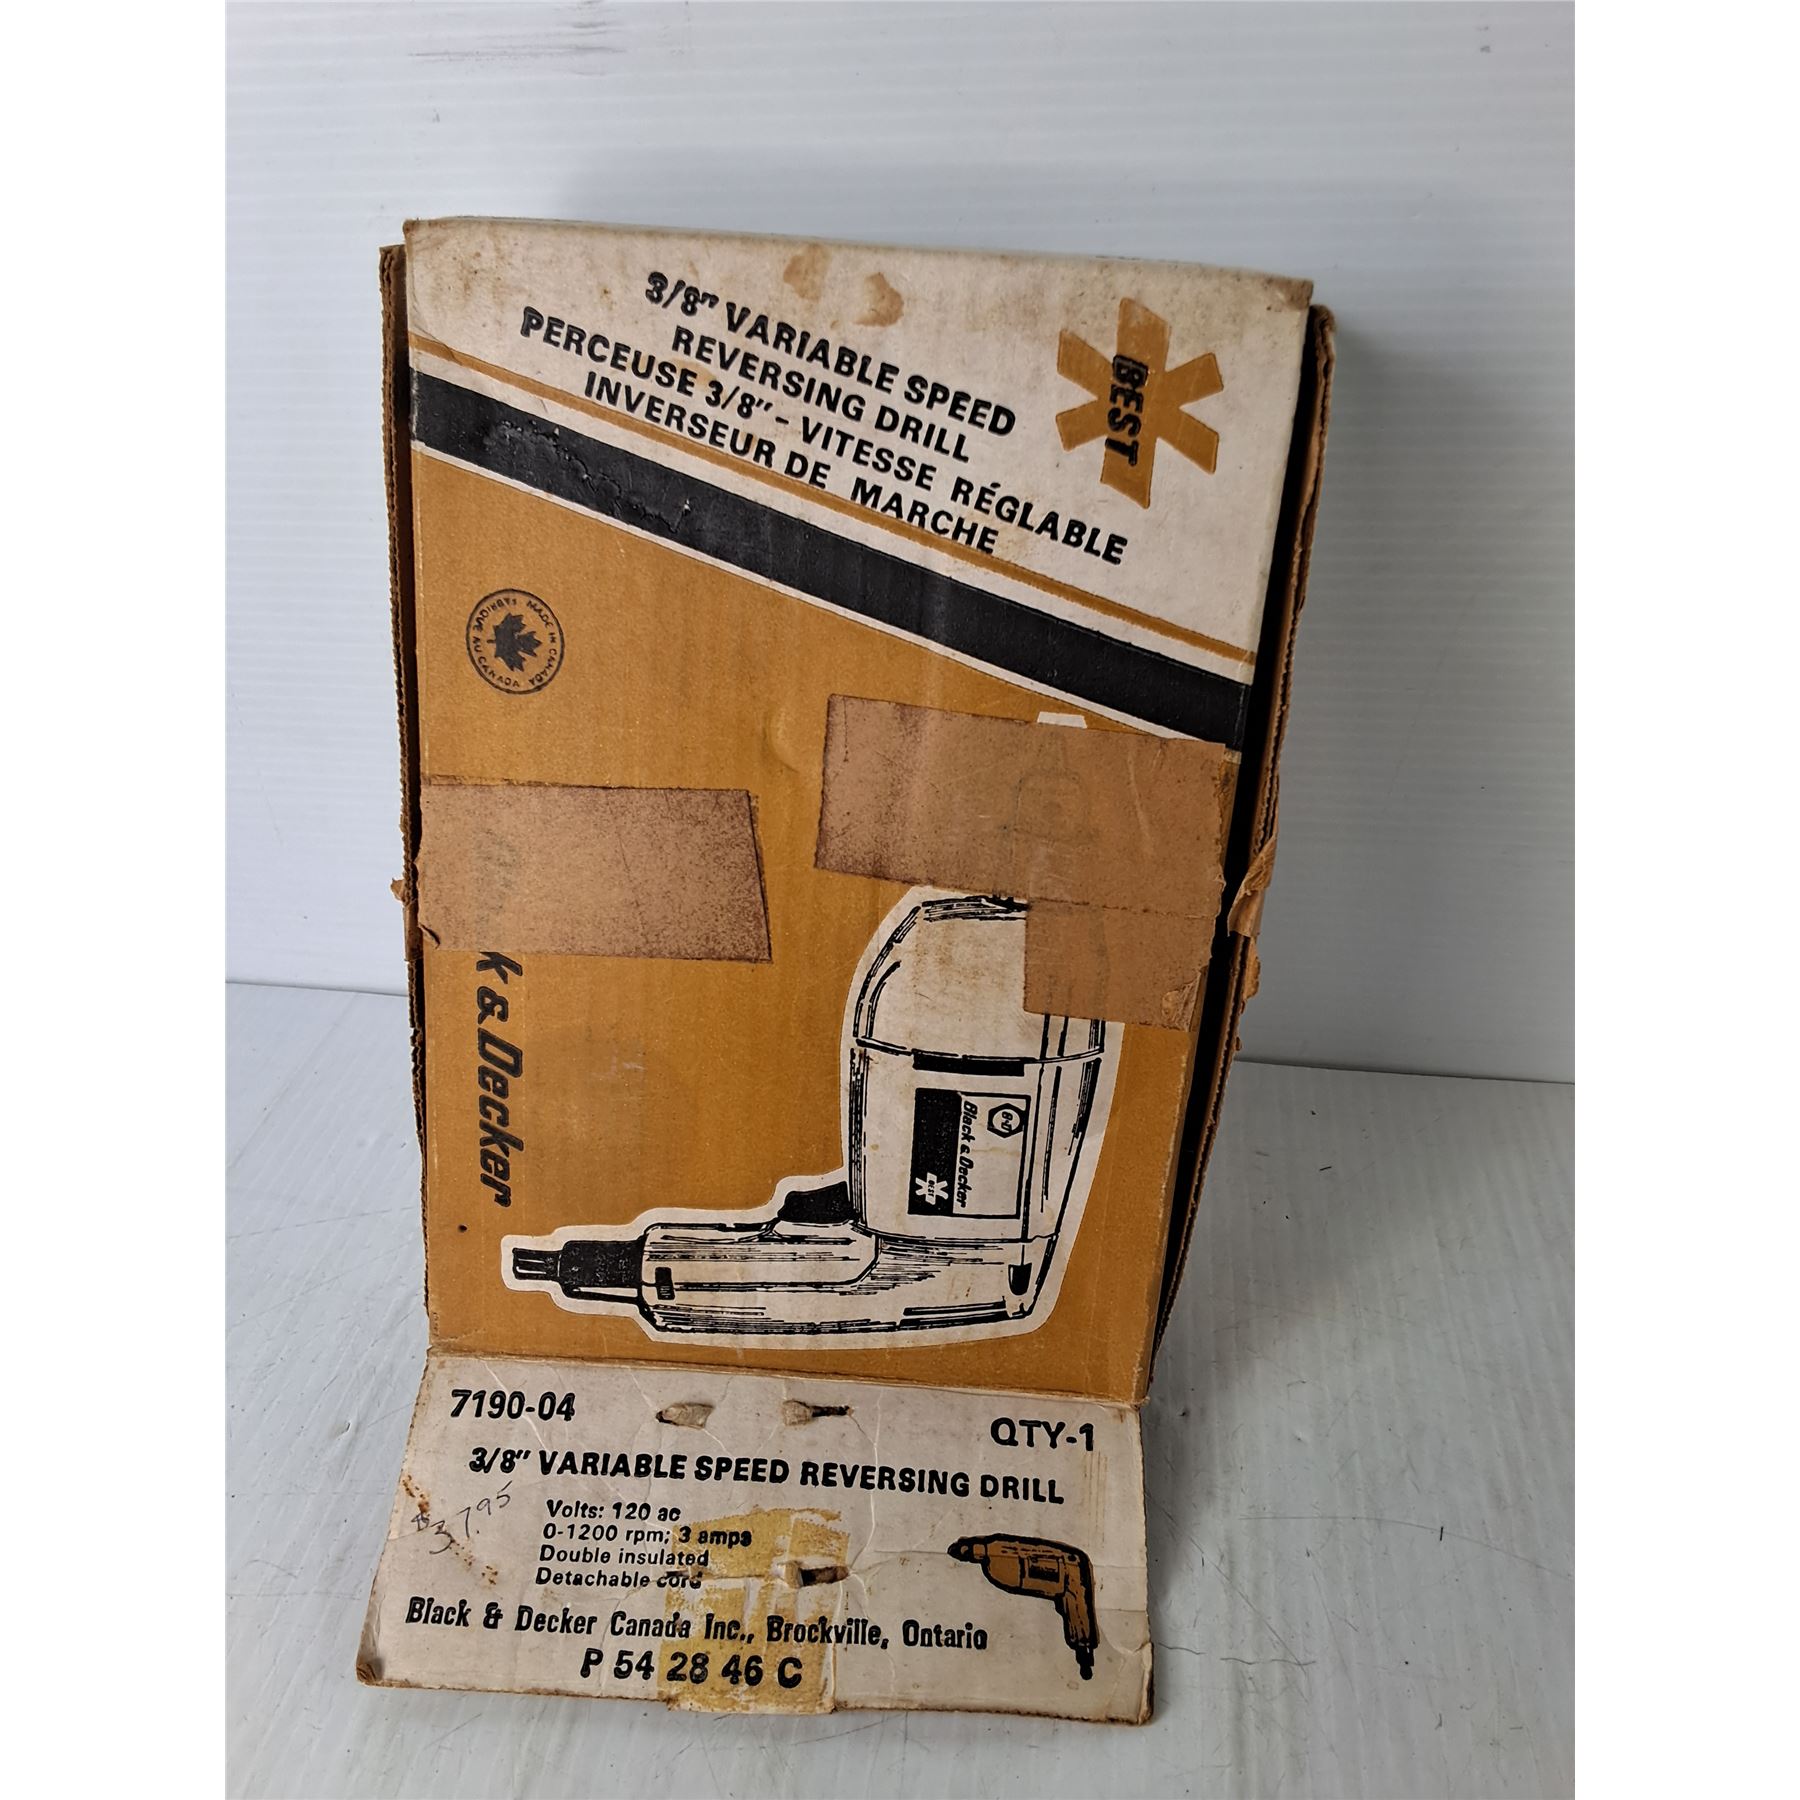 3/8" VARIABLE SPEED
REVERSING DRILL
PERCEUSE 3/8" - VITESSE RÉGLABLE
INVERSEUR DE MARCHE
BEST
MADE IN CANADA
FABRIQUÉ AU CANADA
k & Decker
B-D
Black & Decker
BEST
7190-04
QTY-1
3/8" VARIABLE SPEED REVERSING DRILL
$37.95
Volts: 120 ac
0-1200 rpm; 3 amps
Double insulated
Detachable cord
Black & Decker Canada Inc., Brockville, Ontario
P 54 28 46 C